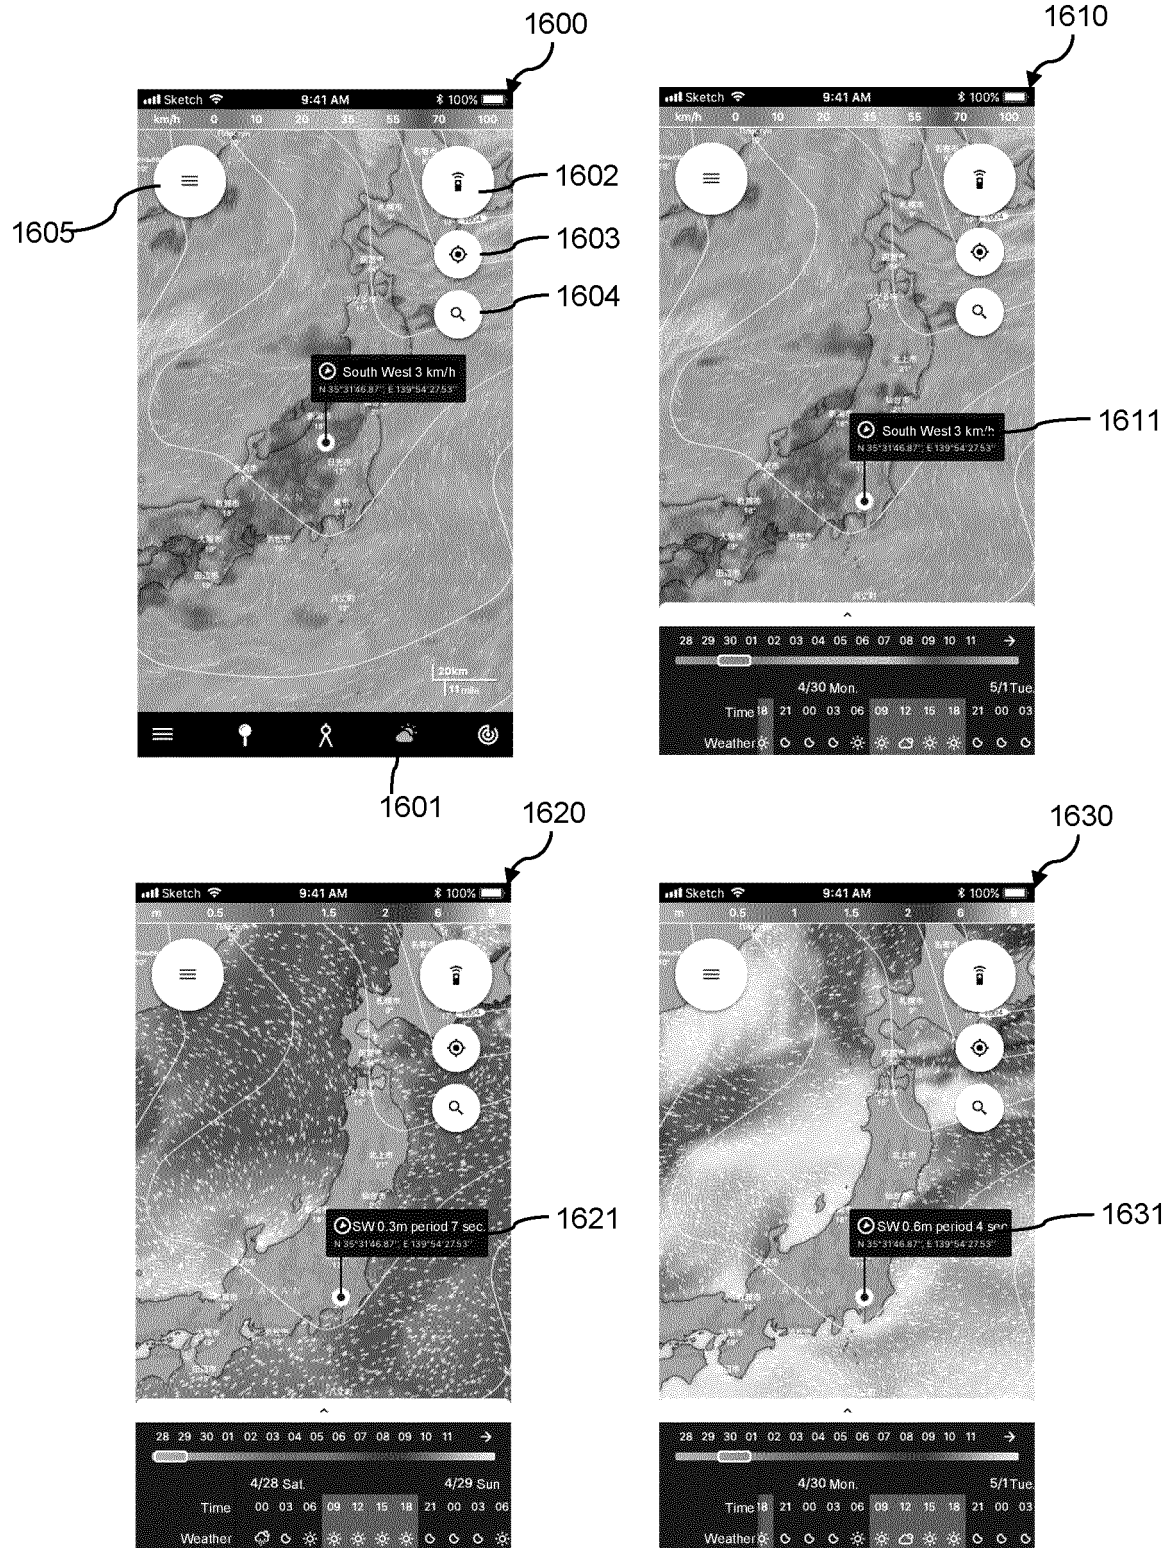 1600
1610
Sketch 9:41 AM 100%
km/h 0 10 20 35 55 70 100
1602
1605
1603
1604
South West 3 km/h
N 35°31'46.87'' E 139°54'27.53''
JAPAN
20km
11 mile
1601
Sketch 9:41 AM 100%
km/h 0 10 20 35 55 70 100
South West 3 km/h
N 35°31'46.87'' E 139°54'27.53''
1611
JAPAN
28 29 30 01 02 03 04 05 06 07 08 09 10 11
4/30 Mon. 5/1 Tue.
Time 18 21 00 03 06 09 12 15 18 21 00 03
Weather
1620
1630
Sketch 9:41 AM 100%
m 0.5 1 1.5 2 6
SW 0.3m period 7 sec.
N 35°31'46.87'' E 139°54'27.53''
1621
28 29 30 01 02 03 04 05 06 07 08 09 10 11
4/28 Sat. 4/29 Sun
Time 00 03 06 09 12 15 18 21 00 03 06
Weather
Sketch 9:41 AM 100%
m 0.5 1 1.5 2 6
SW 0.6m period 4 sec
N 35°31'46.87'' E 139°54'27.53''
1631
28 29 30 01 02 03 04 05 06 07 08 09 10 11
4/30 Mon. 5/1 Tue.
Time 18 21 00 03 06 09 12 15 18 21 00 03
Weather